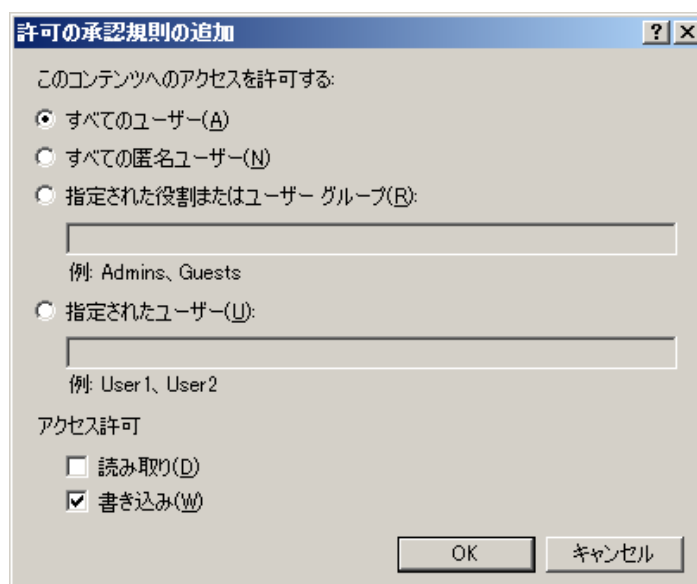 許可の承認規則の追加
このコンテンツへのアクセスを許可する:
すべてのユーザー(A)
すべての匿名ユーザー(N)
指定された役割またはユーザー グループ(R):
例: Admins、Guests
指定されたユーザー(U):
例: User1、User2
アクセス許可
読み取り(D)
書き込み(W)
OK キャンセル